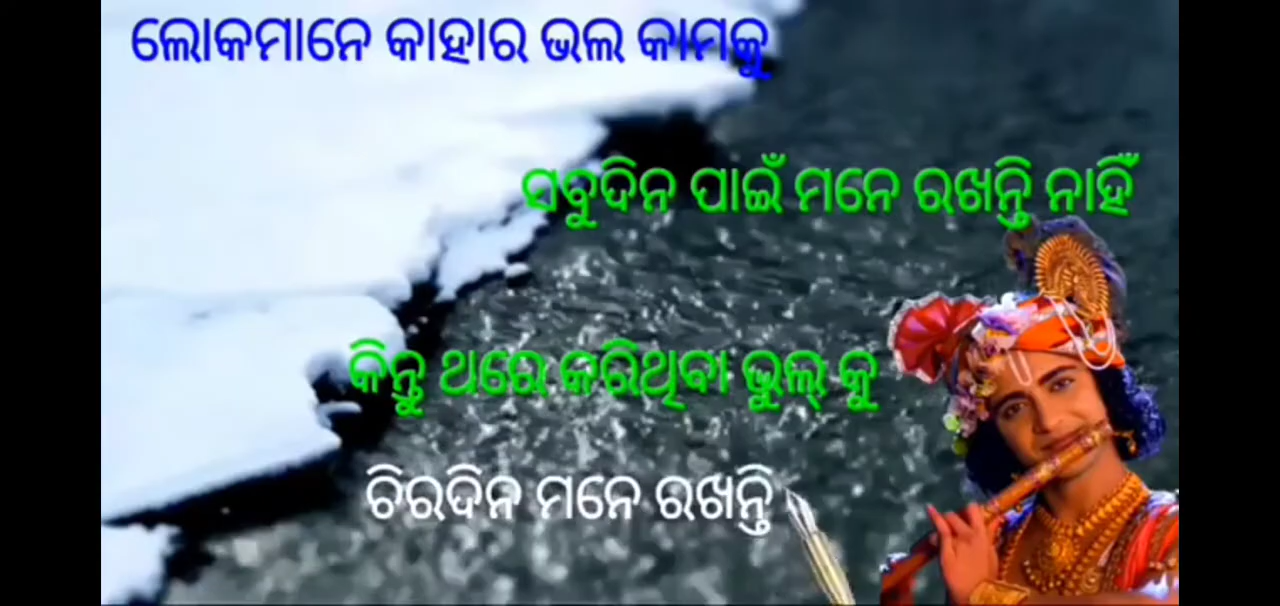 ଲୋକମାନେ କାହାର ଭଲ କାମକୁ
ସବୁଦିନ ପାଇଁ ମନେ ରଖନ୍ତି ନାହିଁ
କିନ୍ତୁ ଥରେ କରିଥିବା ଭୁଲ୍ କୁ
ଚିରଦିନ ମନେ ରଖନ୍ତି